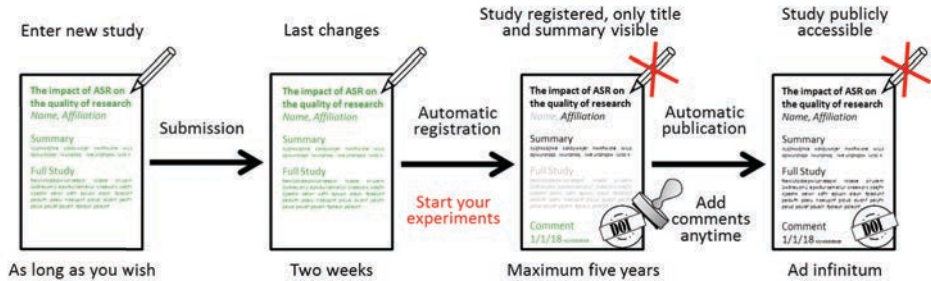 Enter new study
Last changes
Study registered, only title
and summary visible
Study publicly
accessible
The impact of ASR on
the quality of research
Name, Affiliation
Summary
Full Study
Submission
The impact of ASR on
the quality of research
Name, Affiliation
Summary
Full Study
Automatic
registration
Start your
experiments
The impact of ASR on
the quality of research
Name, Affiliation
Summary
Full Study
Comment
1/1/18
DOI
Automatic
publication
Add
comments
anytime
The impact of ASR on
the quality of research
Name, Affiliation
Summary
Full Study
Comment
1/1/18
DOI
As long as you wish
Two weeks
Maximum five years
Ad infinitum